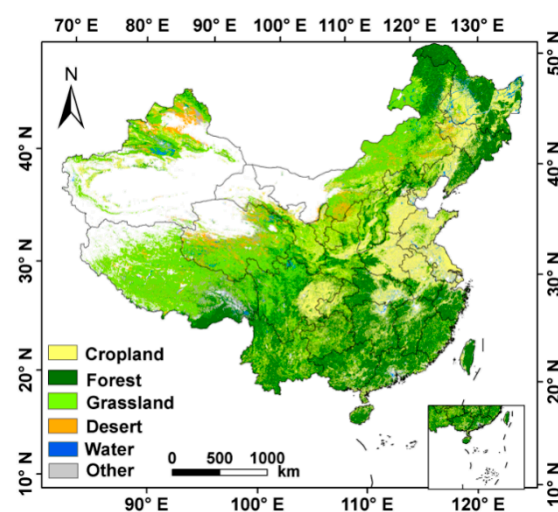 70° E 80° E 90° E 100° E 110° E 120° E 130° E
N
50° N
40° N
40° N
30° N
30° N
20° N
20° N
10° N
10° N
Cropland
Forest
Grassland
Desert
Water
Other
0 500 1000
km
90° E 100° E 110° E 120° E